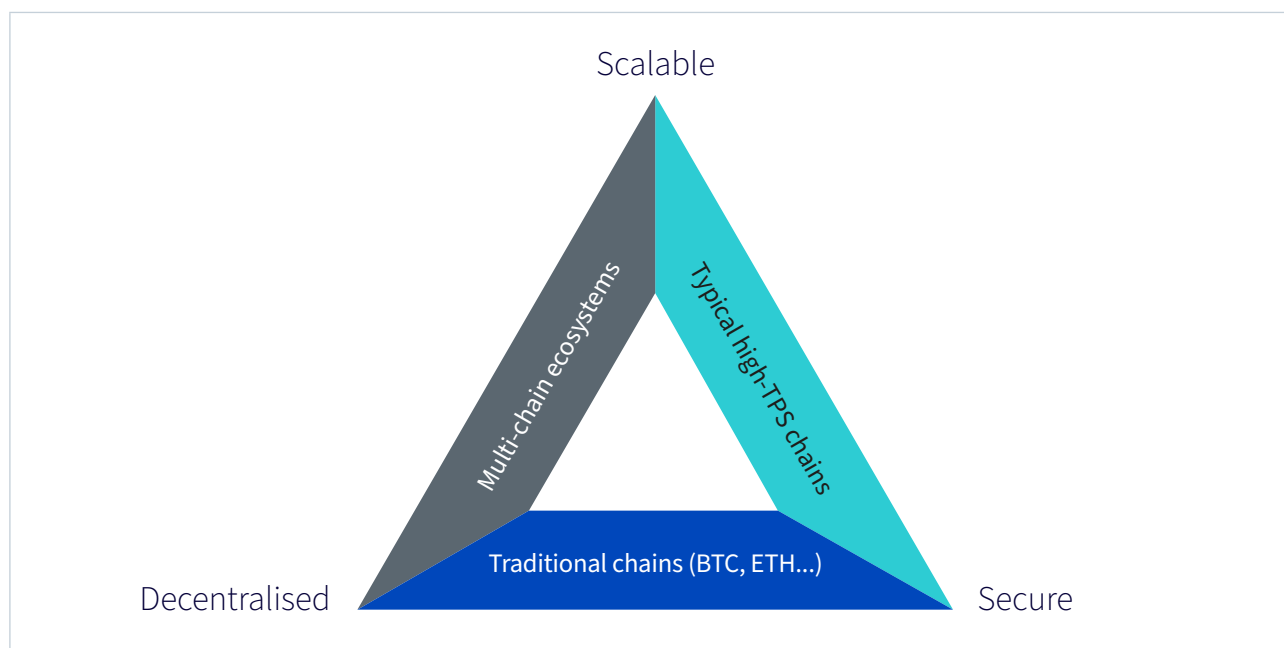 Scalable
Multi-chain ecosystems
Typical high-TPS chains
Traditional chains (BTC, ETH...)
Decentralised
Secure